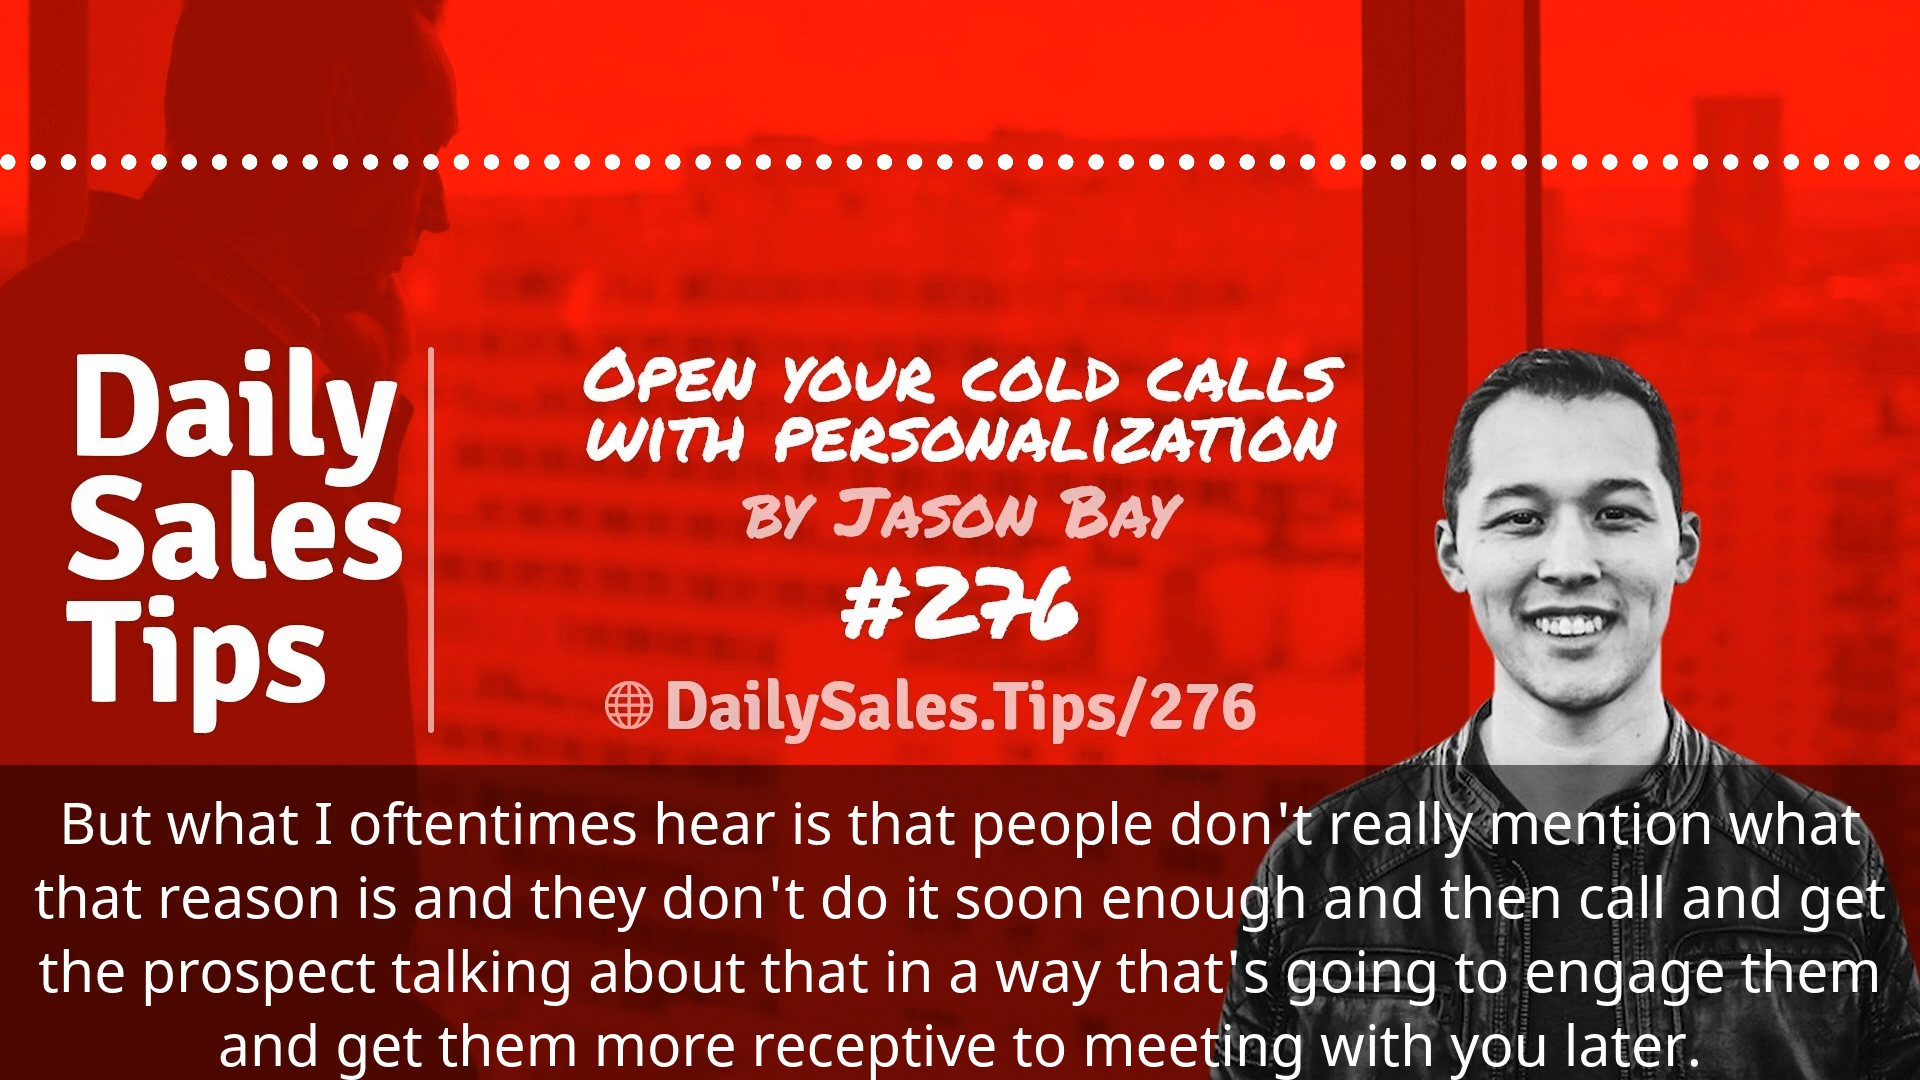 Daily
Sales
Tips
Open your cold calls
with personalization
by Jason Bay
#276
DailySales.Tips/276
But what I oftentimes hear is that people don't really mention what
that reason is and they don't do it soon enough and then call and get
the prospect talking about that in a way that's going to engage them
and get them more receptive to meeting with you later.